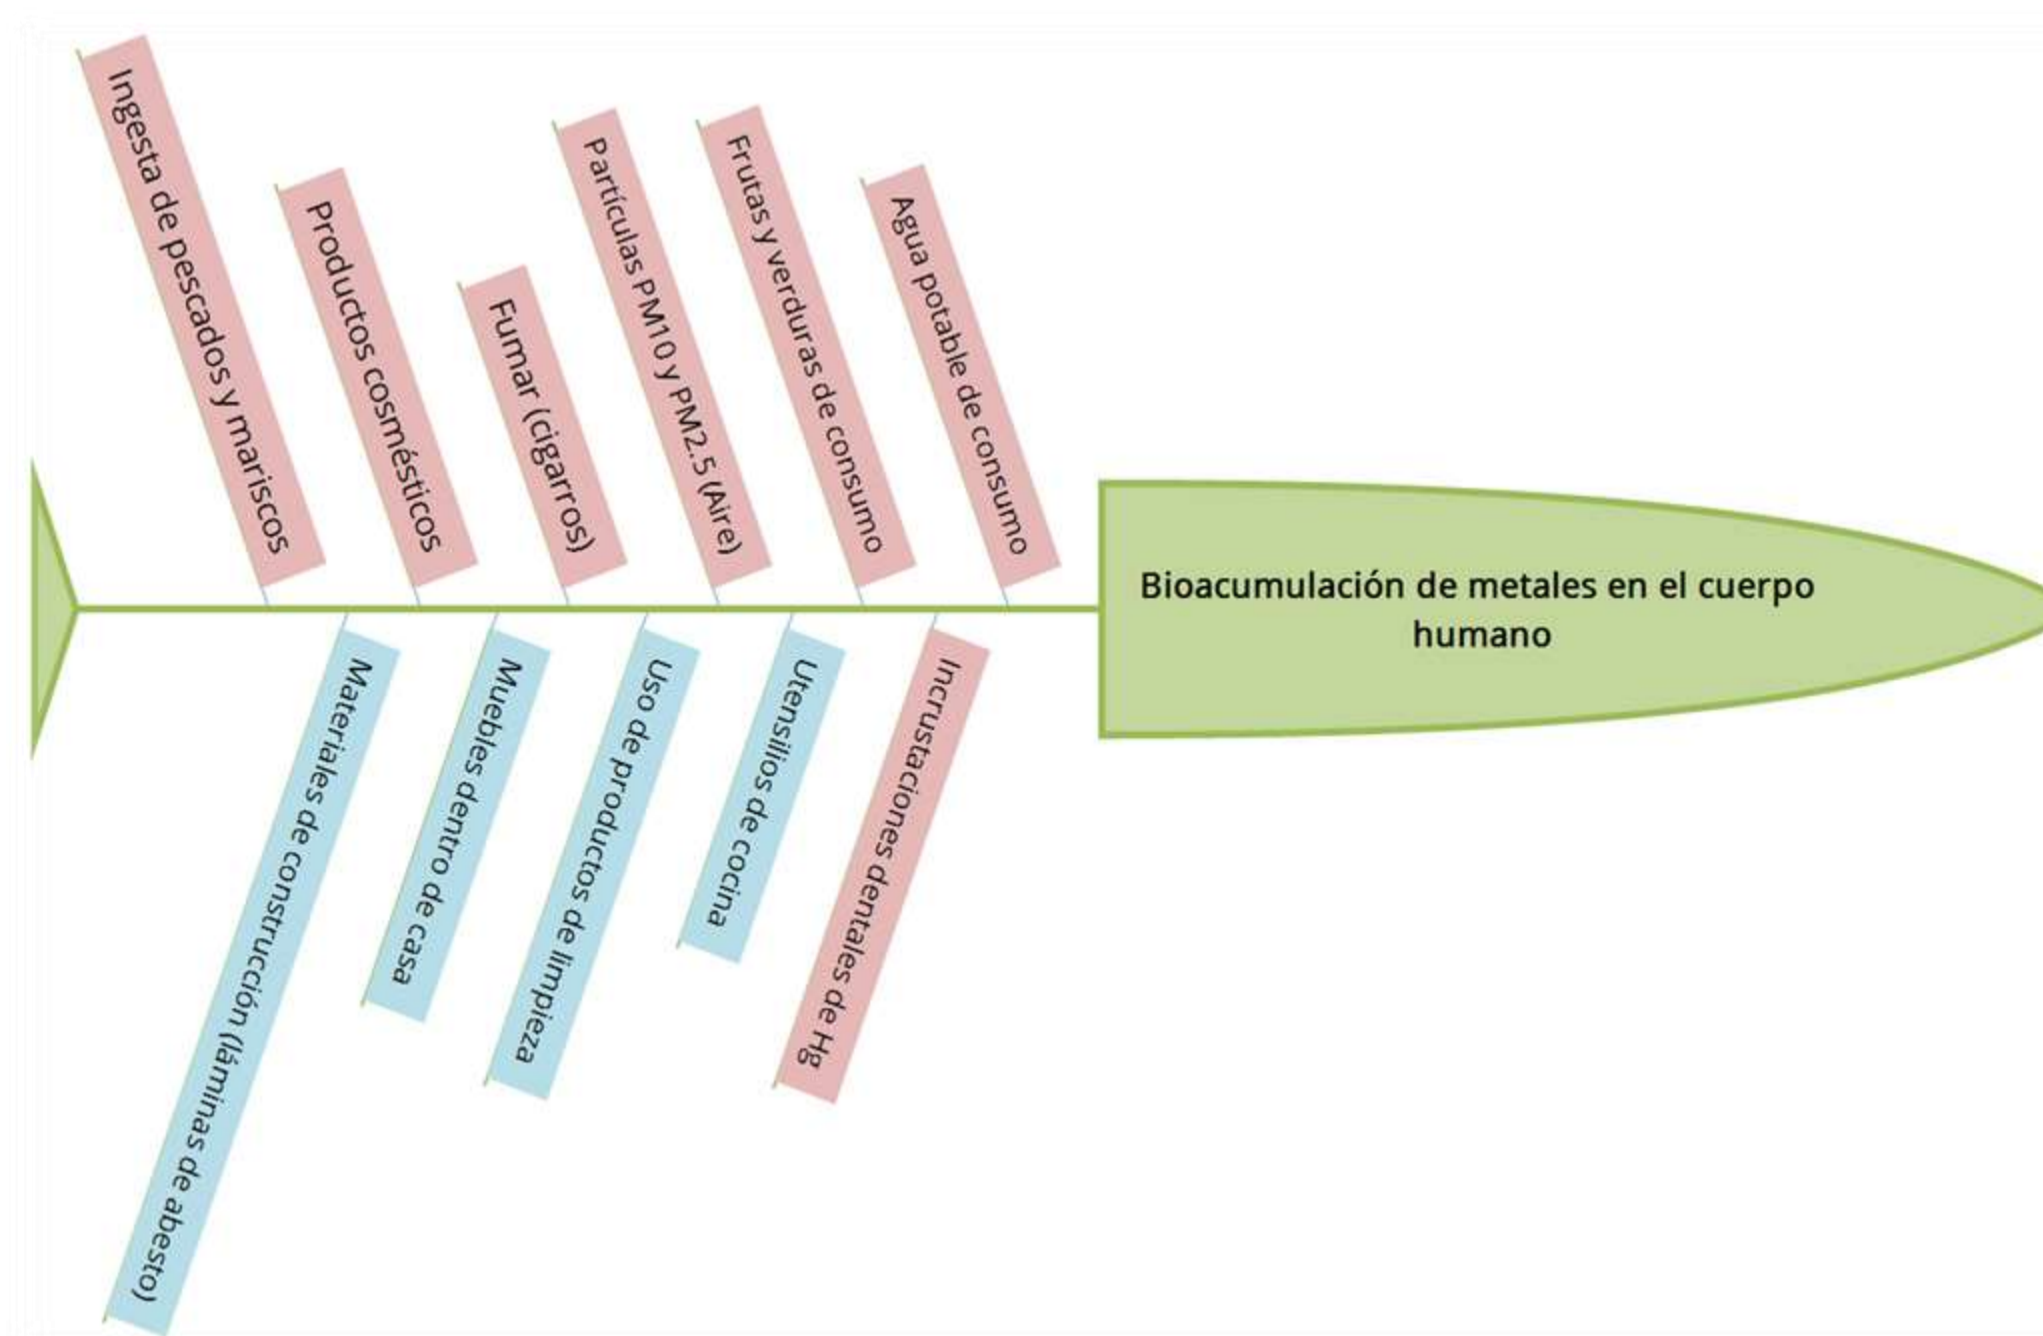 Ingesta de pescados y mariscos
Productos cosmésticos
Fumar (cigarros)
Partículas PM10 y PM2.5 (Aire)
Frutas y verduras de consumo
Agua potable de consumo
Bioacumulación de metales en el cuerpo
humano
Materiales de construcción (láminas de abesto)
Muebles dentro de casa
Uso de productos de limpieza
Utensilios de cocina
Incrustaciones dentales de Hg